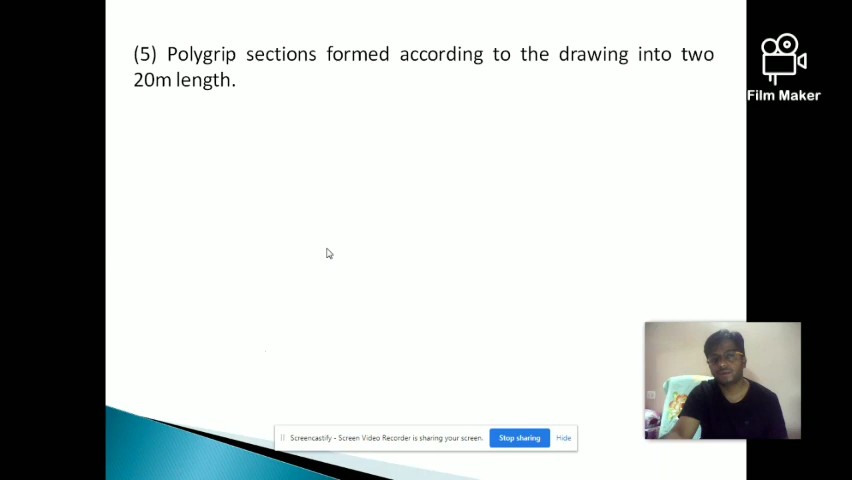 (5) Polygrip sections formed according to the drawing into two
20m length.
Film Maker
Screencastify - Screen Video Recorder is sharing your screen.
Stop sharing
Hide